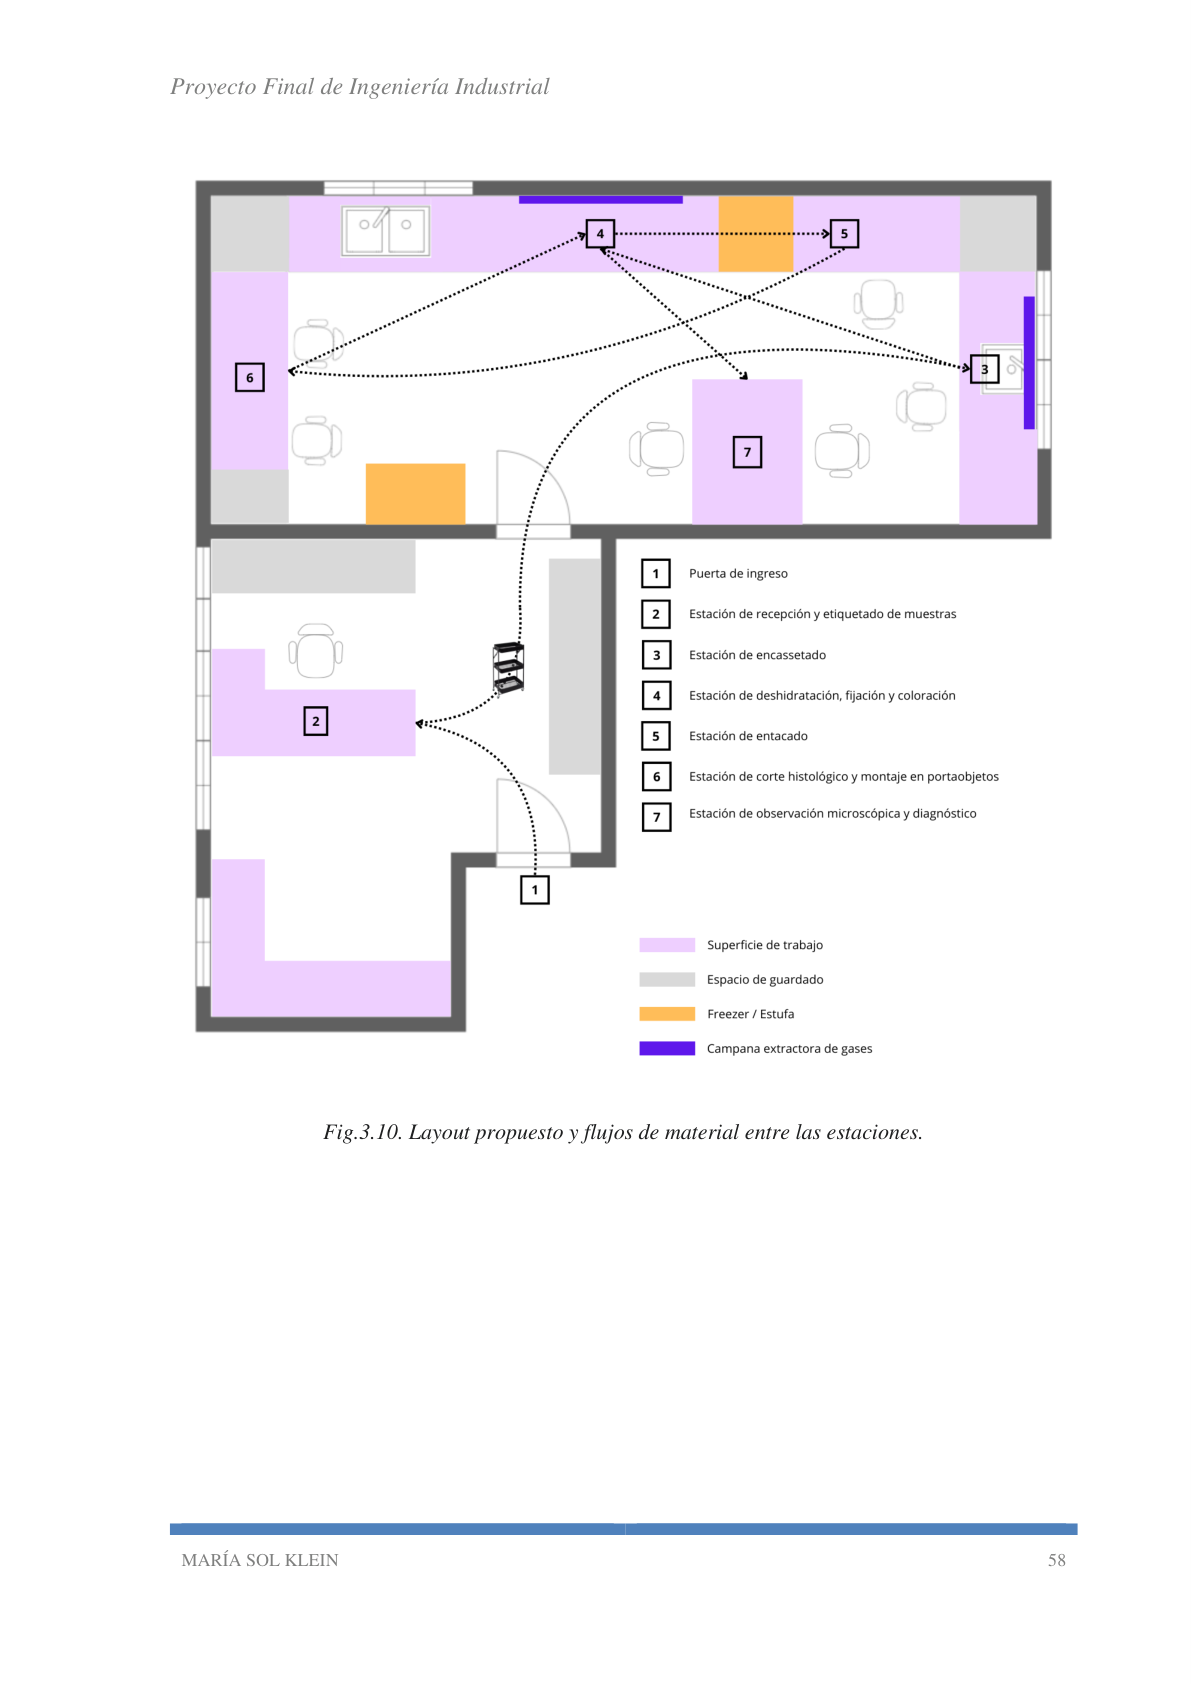 Proyecto Final de Ingeniería Industrial
4
5
6
3
7
2
1
1 Puerta de ingreso
2 Estación de recepción y etiquetado de muestras
3 Estación de encassetado
4 Estación de deshidratación, fijación y coloración
5 Estación de entacado
6 Estación de corte histológico y montaje en portaobjetos
7 Estación de observación microscópica y diagnóstico
Superficie de trabajo
Espacio de guardado
Freezer / Estufa
Campana extractora de gases
Fig.3.10. Layout propuesto y flujos de material entre las estaciones.
MARÍA SOL KLEIN 58